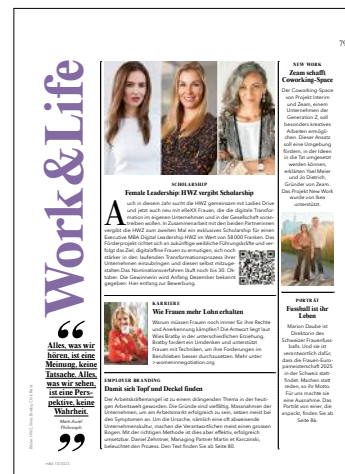 79
Work&Life
SCHOLARSHIP
Female Leadership: HWZ vergibt Scholarship
Auch in diesem Jahr sucht die HWZ gemeinsam mit Ladies Drive
und jetzt auch neu mit elleXX Frauen, die die digitale Transfor-
mation im eigenen Unternehmen und in der Gesellschaft voran-
treiben wollen. In Zusammenarbeit mit den beiden Partnerinnen
vergibt die HWZ zum zweiten Mal ein exklusives Scholarship für einen
Executive MBA Digital Leadership HWZ im Wert von 38000 Franken. Das
Förderprojekt richtet sich an zukünftige weibliche Führungskräfte und ver-
folgt das Ziel, digitalaffine Frauen zu ermutigen, sich noch
stärker in den laufenden Transformationsprozess ihrer
Unternehmen einzubringen und diesen selbst mitzuge-
stalten. Das Nominationsverfahren läuft noch bis 30. Ok-
tober. Die Gewinnerin wird Anfang Dezember bekannt
gegeben: Hier entlang zur Bewerbung.
KARRIERE
Wie Frauen mehr Lohn erhalten
Warum müssen Frauen noch immer für ihre Rechte
und Anerkennung kämpfen? Die Antwort liegt laut
Wies Bratby in der unterschiedlichen Erziehung.
Bratby fordert ein Umdenken und unterstützt
Frauen mit Techniken, um ihre Forderungen im
Berufsleben besser durchzusetzen. Mehr unter:
>womeninnegotiation.org
EMPLOYER BRANDING
Damit sich Topf und Deckel finden
Der Arbeitskräftemangel ist zu einem drängenden Thema in der heu-
tigen Arbeitswelt geworden. Die Gründe sind vielfältig. Massnahmen der
Unternehmen, um am Arbeitsmarkt erfolgreich zu sein, setzen meist bei
den Symptomen an. Um die Ursache, nämlich eine oft abweisende
Unternehmenskultur, machen die Verantwortlichen meist einen grossen
Bogen. Mit der richtigen Methode ist dies aber effektiv, erfolgreich
umsetzbar. Daniel Zehntner, Managing Partner mit Karczinski,
beleuchtet den Prozess. Den Text finden Sie ab Seite 80.
NEW WORK
Zeam schafft
Coworking-Space
Der Coworking-Space
von Projekt Interim
und Zeam, einem
Unternehmen der
Generation Z, soll
besonders kreatives
Arbeiten ermögli-
chen. Dieser Ansatz
soll eine Umgebung
fördern, in der Ideen
in die Tat umgesetzt
werden können,
erklärten Yaël Meier
und Jo Dietrich,
Gründer von Zeam.
Das Projekt New Work
wurde von Ikea
unterstützt.
PORTRÄT
Fussball ist ihr
Leben
Marion Daube ist
Direktorin des
Schweizer Frauenfuss-
balls. Und sie ist
verantwortlich dafür,
dass die Frauen-Euro-
pameisterschaft 2025
in der Schweiz statt-
findet. Machen statt
reden, so ihr Motto.
Für uns machte sie
eine Ausnahme. Das
Porträt von einer, die
anpackt, finden Sie ab
Seite 86.
“
Alles, was wir
hören, ist eine
Meinung, keine
Tatsache. Alles,
was wir sehen,
ist eine Pers-
pektive, keine
Wahrheit.
Mark Aurel
Philosoph
”
m&k 10/2023